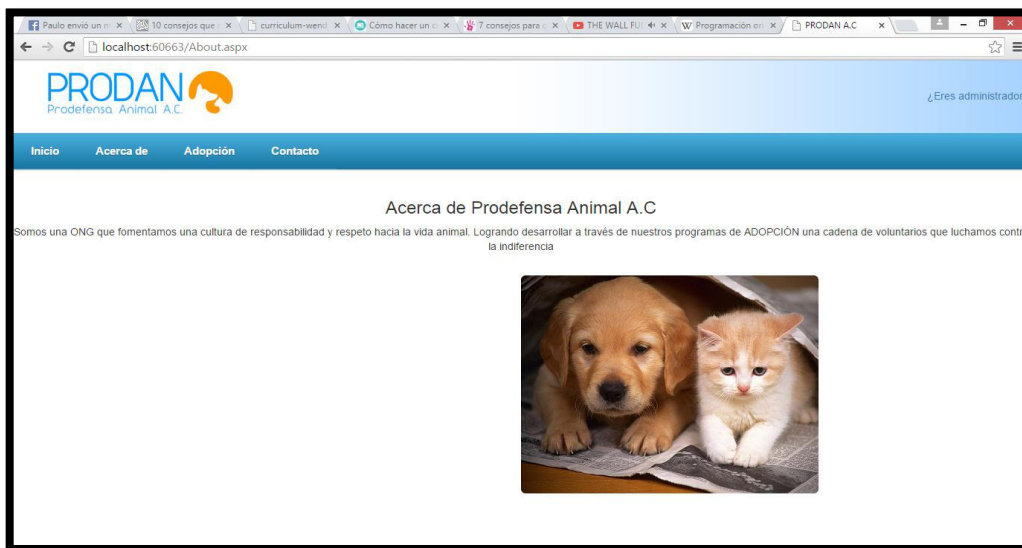 Paulo envió un m
10 consejos que
curriculum-wend
Cómo hacer un c
7 consejos para c
THE WALL FU
Programación or
PRODAN A.C
localhost:60663/About.aspx
PRODAN
Prodefensa Animal A.C.
¿Eres administrador
Inicio
Acerca de
Adopción
Contacto
Acerca de Prodefensa Animal A.C
Somos una ONG que fomentamos una cultura de responsabilidad y respeto hacia la vida animal. Logrando desarrollar a través de nuestros programas de ADOPCIÓN una cadena de voluntarios que luchamos contr
la indiferencia